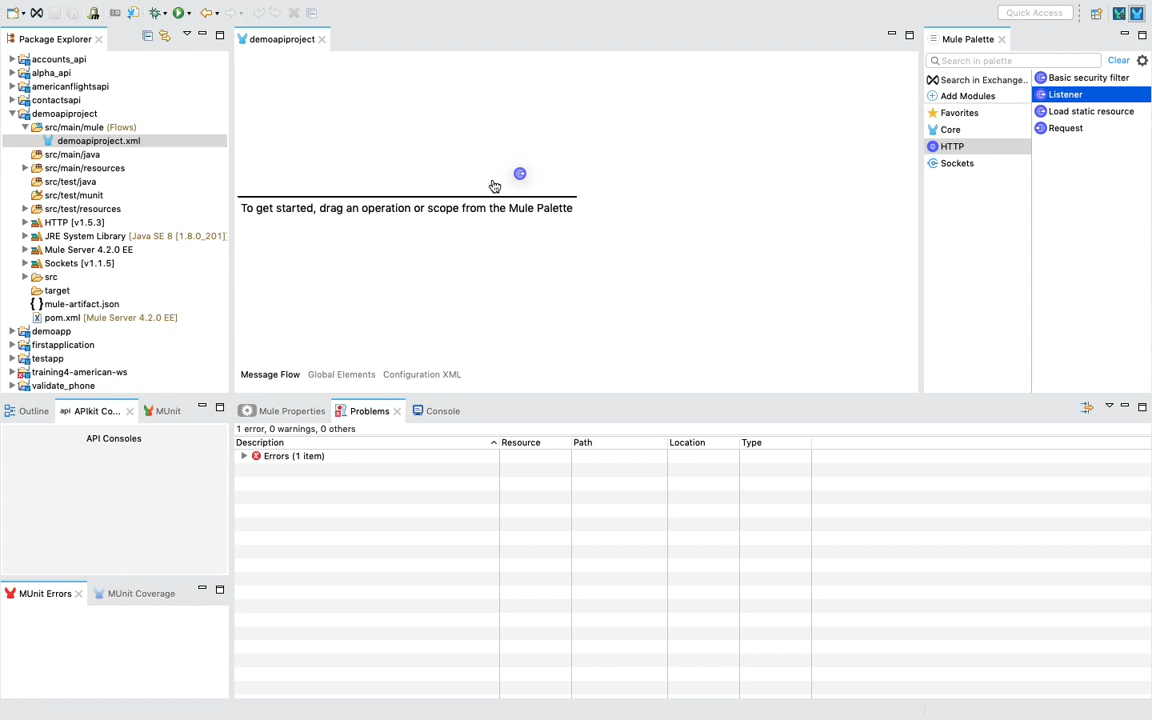 Quick Access
Package Explorer
accounts_api
alpha_api
americanflightsapi
contactsapi
demoapiproject
src/main/mule (Flows)
demoapiproject.xml
src/main/java
src/main/resources
src/test/java
src/test/munit
src/test/resources
HTTP [v1.5.3]
JRE System Library [Java SE 8 [1.8.0_201]]
Mule Server 4.2.0 EE
Sockets [v1.1.5]
src
target
mule-artifact.json
pom.xml [Mule Server 4.2.0 EE]
demoapp
firstapplication
testapp
training4-american-ws
validate_phone
demoapiproject
To get started, drag an operation or scope from the Mule Palette
Message Flow Global Elements Configuration XML
Mule Palette
Search in palette Clear
Search in Exchange..
Add Modules
Favorites
Core
HTTP
Sockets
Basic security filter
Listener
Load static resource
Request
Outline api APIkit Co... MUnit
API Consoles
MUnit Errors MUnit Coverage
Mule Properties Problems Console
1 error, 0 warnings, 0 others
Description Resource Path Location Type
Errors (1 item)